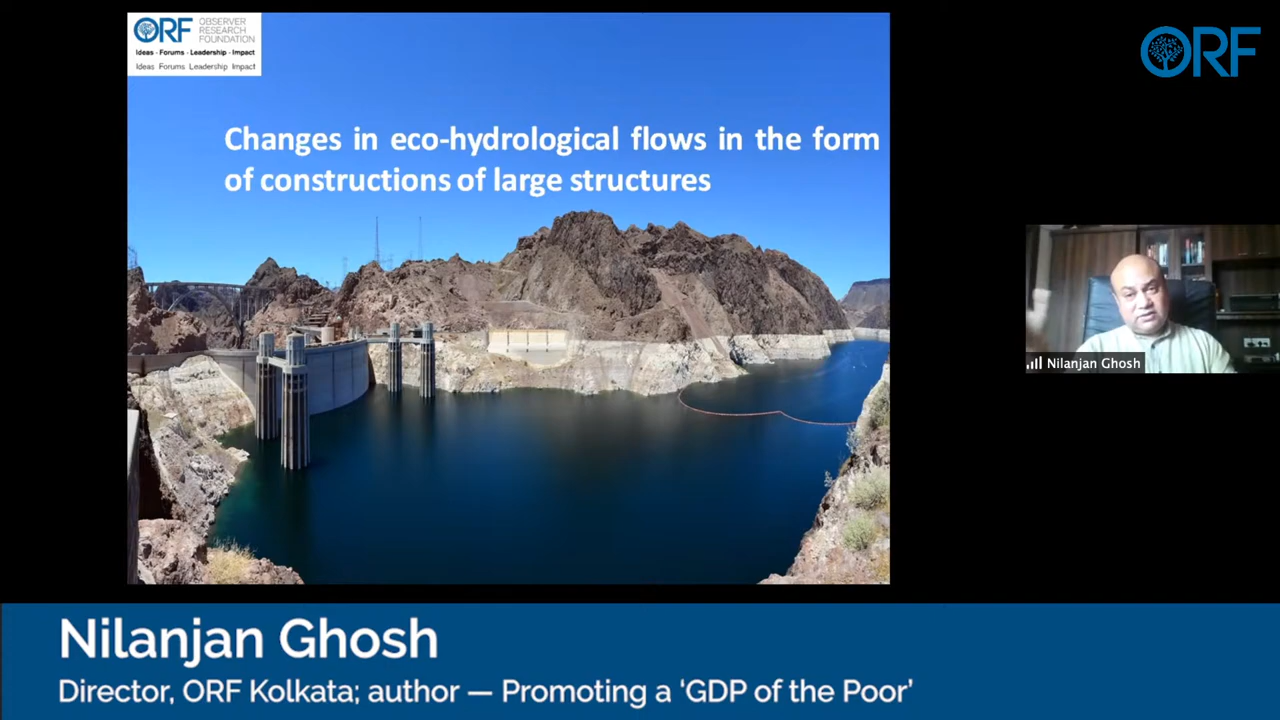 ORF
OBSERVER
RESEARCH
FOUNDATION
Ideas · Forums · Leadership · Impact
Ideas Forums Leadership Impact
ORF
Changes in eco-hydrological flows in the form
of constructions of large structures
Nilanjan Ghosh
Nilanjan Ghosh
Director, ORF Kolkata; author — Promoting a ‘GDP of the Poor’